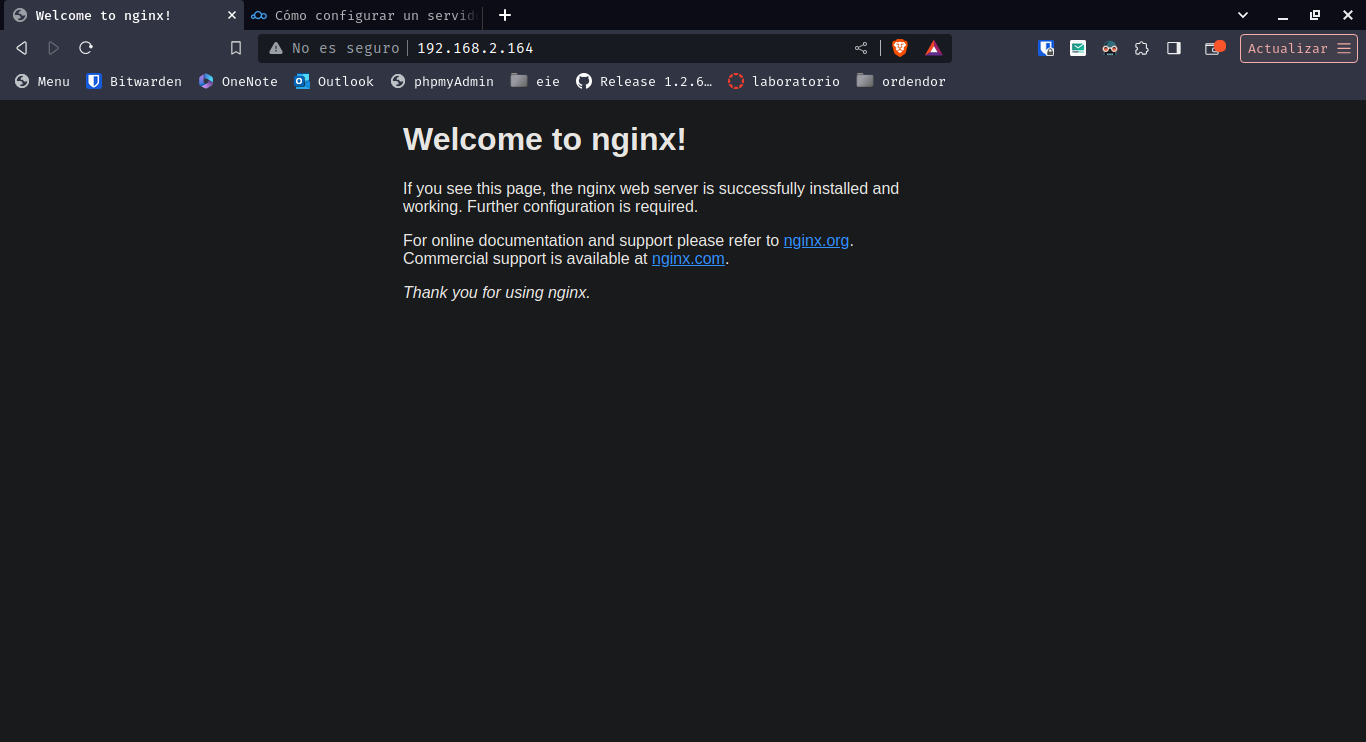 Welcome to nginx!
Cómo configurar un servid
No es seguro
192.168.2.164
Actualizar
Menu
Bitwarden
OneNote
Outlook
phpmyAdmin
eie
Release 1.2.6…
laboratorio
ordendor
Welcome to nginx!
If you see this page, the nginx web server is successfully installed and
working. Further configuration is required.
For online documentation and support please refer to nginx.org.
Commercial support is available at nginx.com.
Thank you for using nginx.